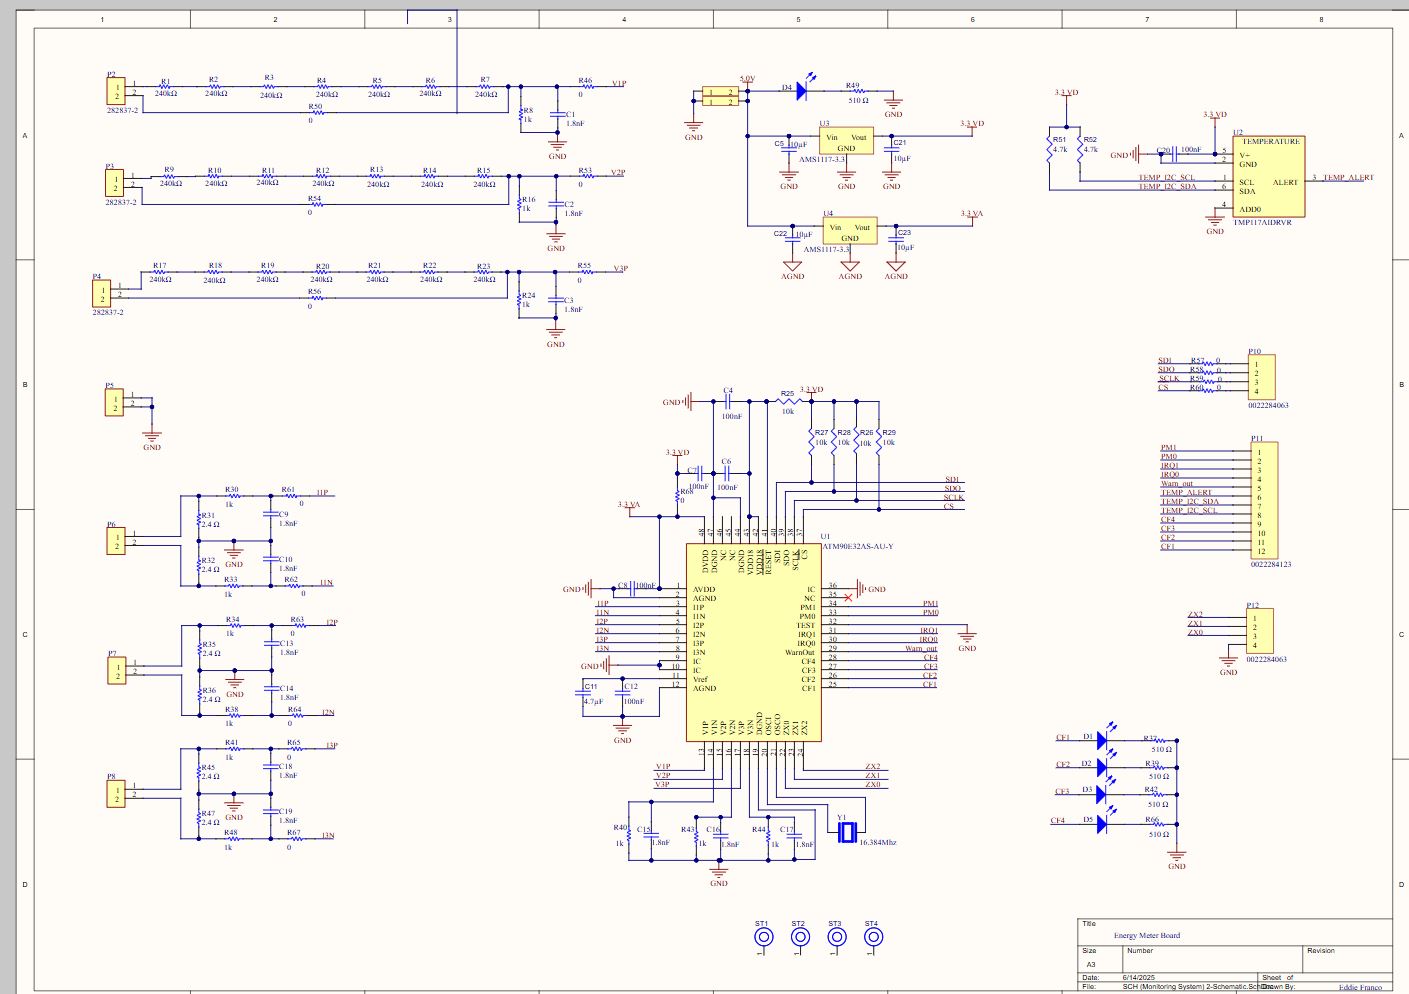 1 2 3 4 5 6 7 8
A
B
C
D
A
B
C
D
P2
1
2
282837-2
R1 R2 R3 R4 R5 R6 R7 R46 V1P
240kΩ 240kΩ 240kΩ 240kΩ 240kΩ 240kΩ 240kΩ 0
R50
0
R8
1k
C1
1.8nF
GND
P3
1
2
282837-2
R9 R10 R11 R12 R13 R14 R15 R53 V2P
240kΩ 240kΩ 240kΩ 240kΩ 240kΩ 240kΩ 240kΩ 0
R54
0
R16
1k
C2
1.8nF
GND
P4
1
2
282837-2
R17 R18 R19 R20 R21 R22 R23 R55 V3P
240kΩ 240kΩ 240kΩ 240kΩ 240kΩ 240kΩ 240kΩ 0
R56
0
R24
1k
C3
1.8nF
GND
P5
1
2
GND
5.0V
1 2
1 2
GND
D4
R49
510 Ω
GND
U3
Vin Vout
GND
AMS1117-3.3
C5 10µF
C21
10µF
3.3 VD
GND GND GND
U4
Vin Vout
GND
AMS1117-3.3
C22 10µF
C23
10µF
3.3 VA
AGND AGND AGND
3.3 VD
R51
4.7k
R52
4.7k
3.3 VD
GND
C20 100nF
U2
TEMPERATURE
5 V+
2 GND
TEMP_I2C_SCL 1 SCL
TEMP_I2C_SDA 6 SDA
ALERT 3 TEMP_ALERT
4 ADD0
GND
TMP117AIDRVR
P10
SDI R57 0 1
SDO R58 0 2
SCLK R59 0 3
CS R60 0 4
0022284063
P11
PM1 1
PM0 2
IRQ1 3
IRQ0 4
Warn_out 5
TEMP_ALERT 6
TEMP_I2C_SDA 7
TEMP_I2C_SCL 8
CF4 9
CF3 10
CF2 11
CF1 12
0022284123
P12
ZX2 1
ZX1 2
ZX0 3
4
GND
0022284063
P6
1
2
R30
1k
R61
0
I1P
R31
2.4 Ω
C9
1.8nF
GND
R32
2.4 Ω
C10
1.8nF
R33
1k
R62
0
I1N
P7
1
2
R34
1k
R63
0
I2P
R35
2.4 Ω
C13
1.8nF
GND
R36
2.4 Ω
C14
1.8nF
R38
1k
R64
0
I2N
P8
1
2
R41
1k
R65
0
I3P
R45
2.4 Ω
C18
1.8nF
GND
R47
2.4 Ω
C19
1.8nF
R48
1k
R67
0
I3N
GND
C4
100nF
R25
10k
3.3 VD
R27
10k
R28
10k
R26
10k
R29
10k
3.3 VD
C7
100nF
C6
100nF
R68
0
3.3 VA
SDI
SDO
SCLK
CS
U1
ATM90E32AS-AU-Y
48 47 46 45 44 43 42 41 40 39 38 37
DVDD DGND NC NC DGND VDD18 VDD18 RESET SDI SDO SCLK CS
GND C8 100nF
1 AVDD
2 AGND
I1P 3 I1P
I1N 4 I1N
I2P 5 I2P
I2N 6 I2N
I3P 7 I3P
I3N 8 I3N
GND 9 IC
10 IC
11 Vref
12 AGND
IC 36 GND
NC 35
PM1 34 PM1
PM0 33 PM0
TEST 32
IRQ1 31 IRQ1
IRQ0 30 IRQ0
WarnOut 29 Warn_out
CF4 28 CF4
CF3 27 CF3
CF2 26 CF2
CF1 25 CF1
GND
C11
4.7µF
C12
100nF
GND
V1P V1N V2P V2N V3P V3N DGND OSCI OSCO ZX0 ZX1 ZX2
13 14 15 16 17 18 19 20 21 22 23 24
V1P
V2P
V3P
ZX2
ZX1
ZX0
R40
1k
C15
1.8nF
R43
1k
C16
1.8nF
R44
1k
C17
1.8nF
GND
Y1
16.384Mhz
CF1 D1 R37
510 Ω
CF2 D2 R39
510 Ω
CF3 D3 R42
510 Ω
CF4 D5 R66
510 Ω
GND
ST1 ST2 ST3 ST4
1 1 1 1
Title
Energy Meter Board
Size Number Revision
A3
Date: 6/14/2025 Sheet of
File: SCH (Monitoring System) 2-Schematic.SchDoc Drawn By: Eddie Franco